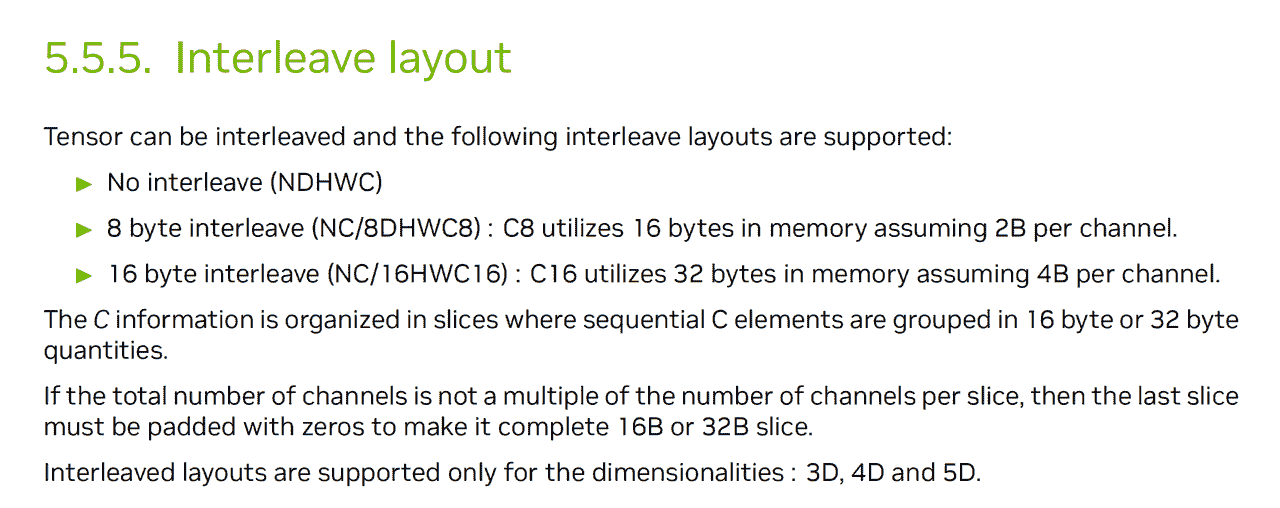 5.5.5. Interleave layout
Tensor can be interleaved and the following interleave layouts are supported:
▶ No interleave (NDHWC)
▶ 8 byte interleave (NC/8DHWC8) : C8 utilizes 16 bytes in memory assuming 2B per channel.
▶ 16 byte interleave (NC/16HWC16) : C16 utilizes 32 bytes in memory assuming 4B per channel.
The C information is organized in slices where sequential C elements are grouped in 16 byte or 32 byte
quantities.
If the total number of channels is not a multiple of the number of channels per slice, then the last slice
must be padded with zeros to make it complete 16B or 32B slice.
Interleaved layouts are supported only for the dimensionalities : 3D, 4D and 5D.